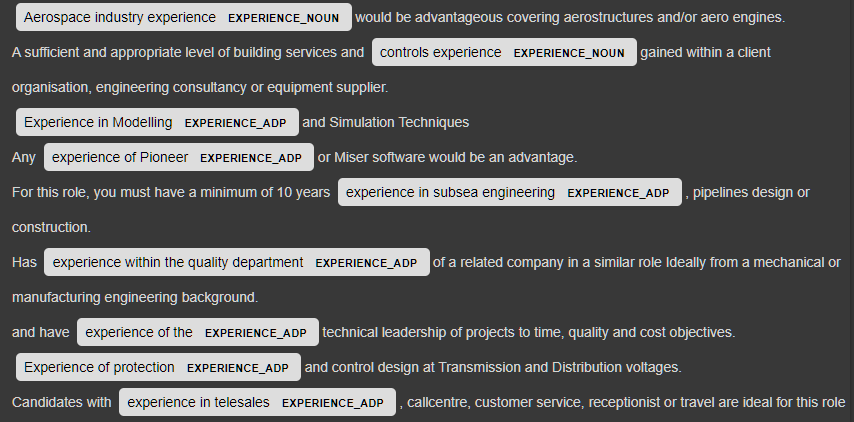 Aerospace industry experience EXPERIENCE_NOUN would be advantageous covering aerostructures and/or aero engines.
A sufficient and appropriate level of building services and controls experience EXPERIENCE_NOUN gained within a client
organisation, engineering consultancy or equipment supplier.
Experience in Modelling EXPERIENCE_ADP and Simulation Techniques
Any experience of Pioneer EXPERIENCE_ADP or Miser software would be an advantage.
For this role, you must have a minimum of 10 years experience in subsea engineering EXPERIENCE_ADP , pipelines design or
construction.
Has experience within the quality department EXPERIENCE_ADP of a related company in a similar role Ideally from a mechanical or
manufacturing engineering background.
and have experience of the EXPERIENCE_ADP technical leadership of projects to time, quality and cost objectives.
Experience of protection EXPERIENCE_ADP and control design at Transmission and Distribution voltages.
Candidates with experience in telesales EXPERIENCE_ADP , callcentre, customer service, receptionist or travel are ideal for this role